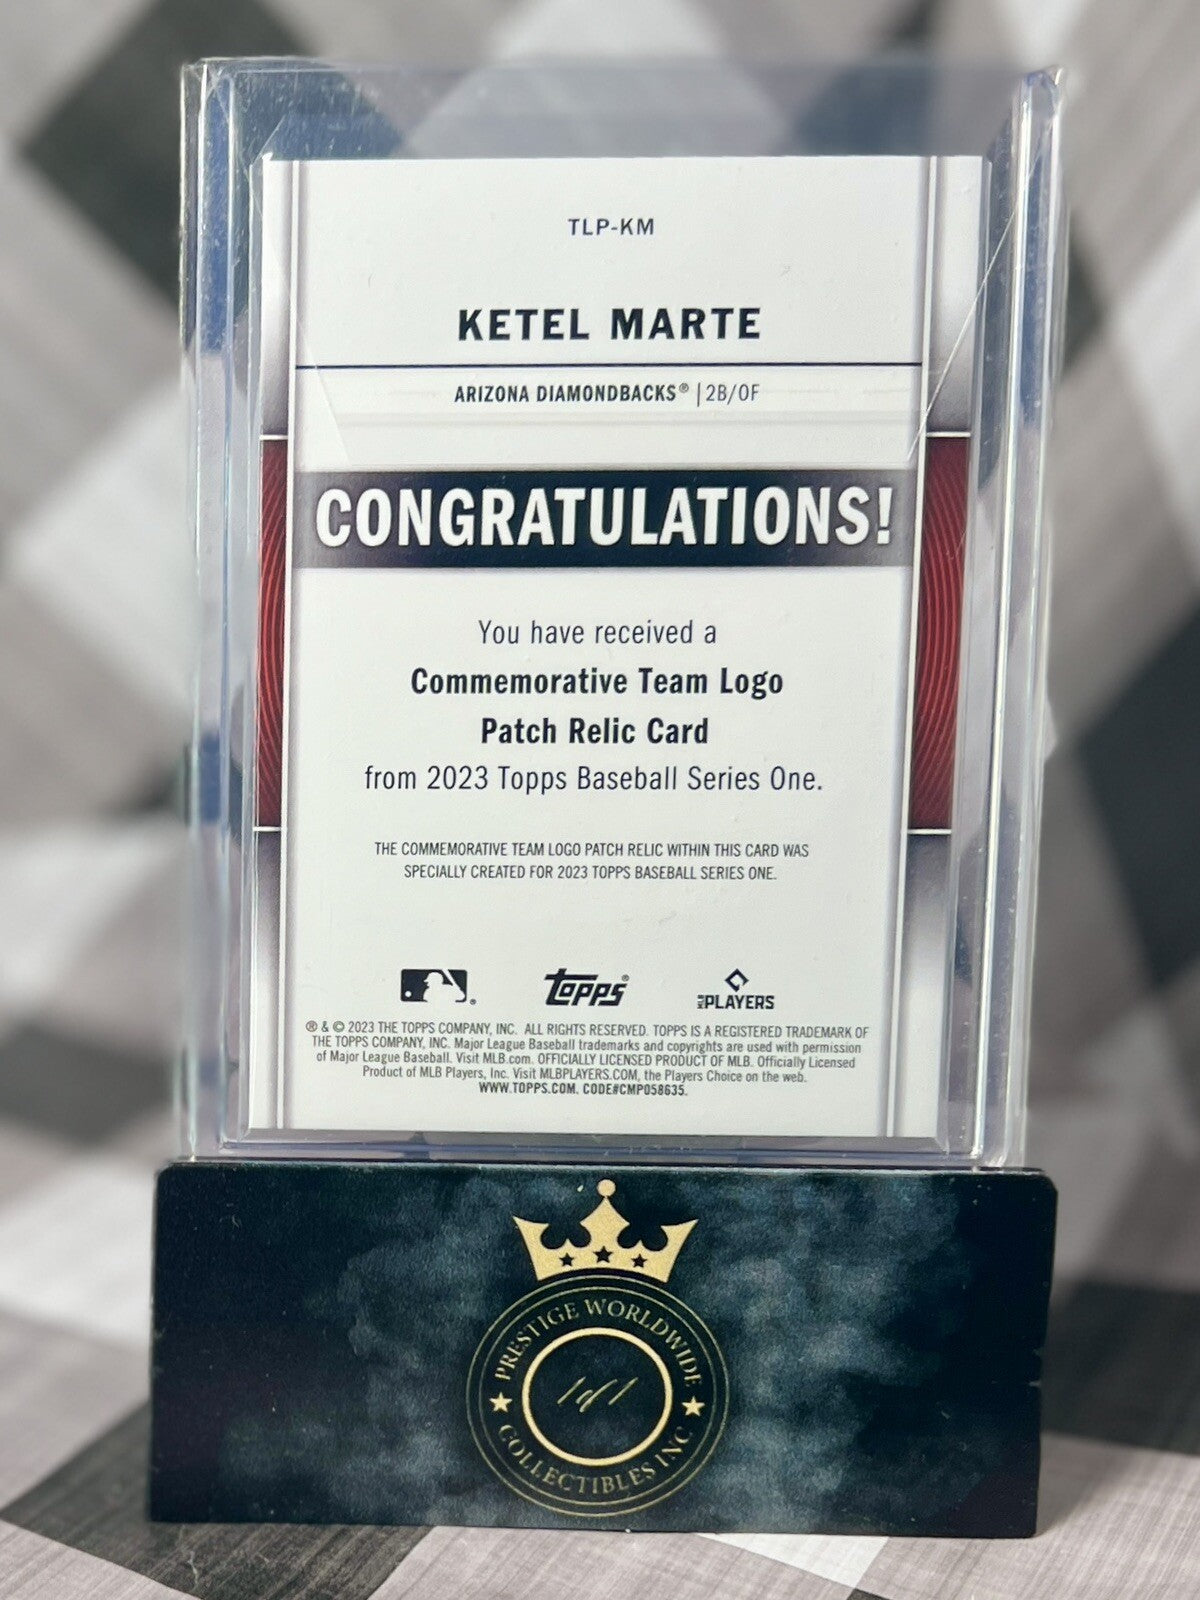 TLP-KM
KETEL MARTE
ARIZONA DIAMONDBACKS® | 2B/OF
CONGRATULATIONS!
You have received a
Commemorative Team Logo
Patch Relic Card
from 2023 Topps Baseball Series One.
THE COMMEMORATIVE TEAM LOGO PATCH RELIC WITHIN THIS CARD WAS
SPECIALLY CREATED FOR 2023 TOPPS BASEBALL SERIES ONE.
topps®
MLB PLAYERS
® & © 2023 THE TOPPS COMPANY, INC. ALL RIGHTS RESERVED. TOPPS IS A REGISTERED TRADEMARK OF
THE TOPPS COMPANY, INC. Major League Baseball trademarks and copyrights are used with permission
of Major League Baseball. Visit MLB.com. OFFICIALLY LICENSED PRODUCT OF MLB. Officially Licensed
Product of MLB Players, Inc. Visit MLBPLAYERS.COM, the Players Choice on the web.
WWW.TOPPS.COM. CODE#CMP058635.
PRESTIGE WORLDWIDE
1of1
COLLECTIBLES INC